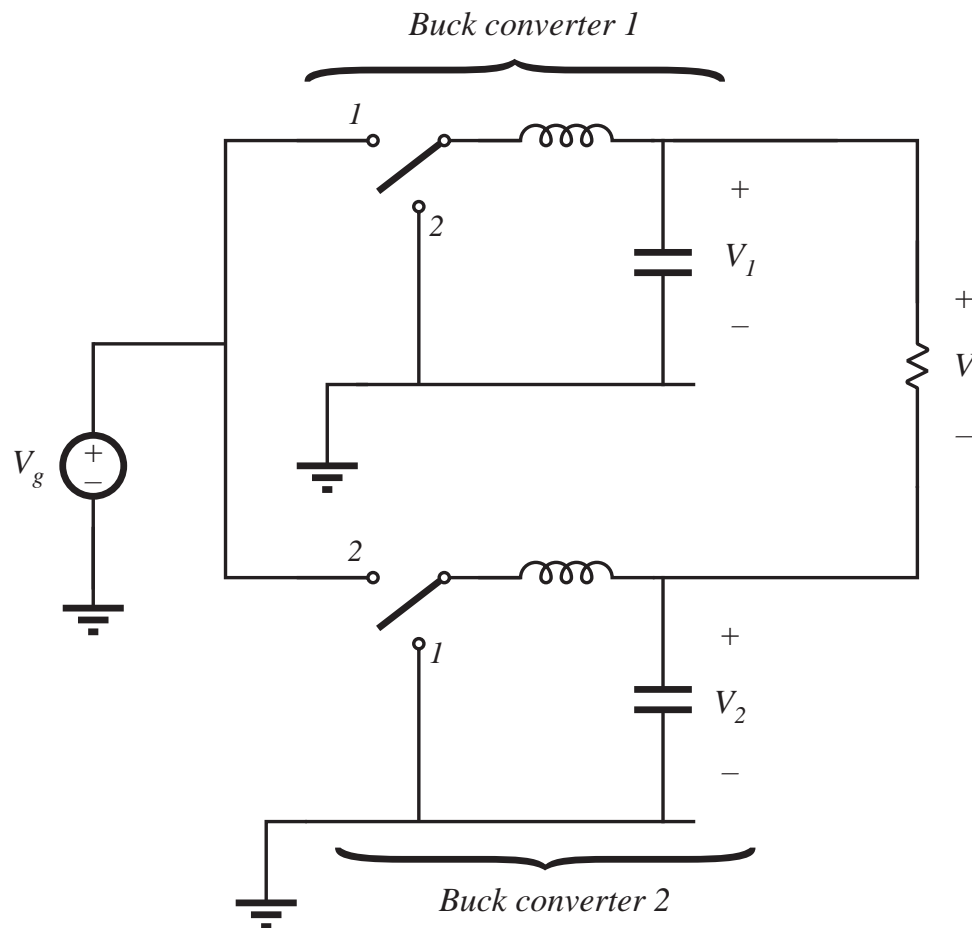 Buck converter 1
1
2
+
V1
–
+
V
–
Vg
+
–
2
1
+
V2
–
Buck converter 2